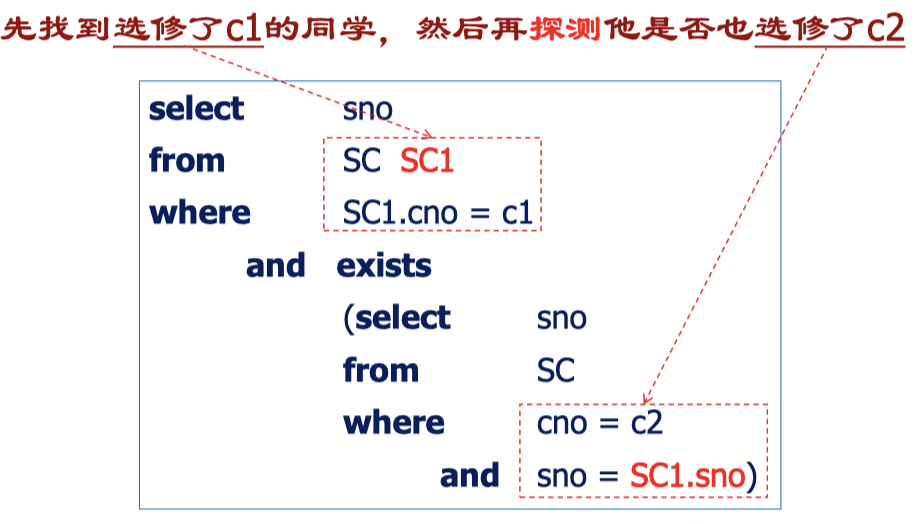 先找到选修了c1的同学，然后再探测他是否也选修了c2
select sno
from SC SC1
where SC1.cno = c1
and exists
(select sno
from SC
where cno = c2
and sno = SC1.sno)